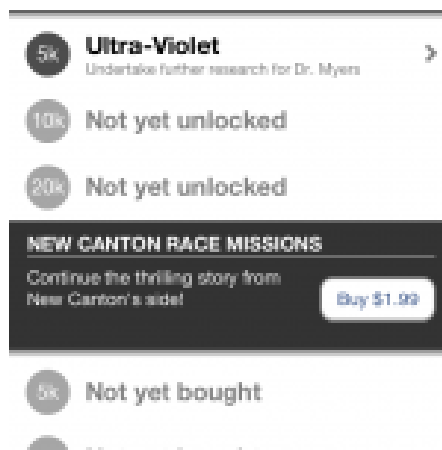 5k
Ultra-Violet
Undertake further research for Dr. Myers
10k
Not yet unlocked
20k
Not yet unlocked
NEW CANTON RACE MISSIONS
Continue the thrilling story from
New Canton's side!
Buy $1.99
5k
Not yet bought